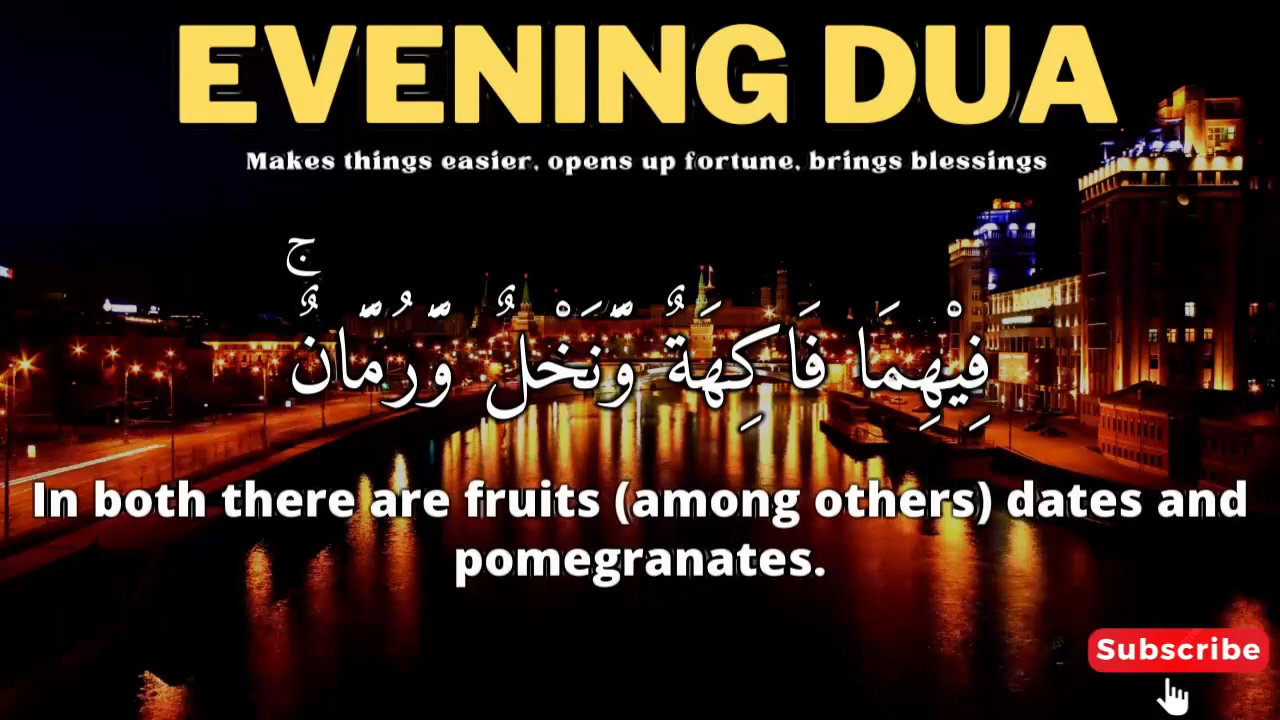 EVENING DUA
Makes things easier, opens up fortune, brings blessings
فِيْهِمَا فَاكِهَةٌ وَّنَخْلٌ وَّرُمَّانٌۚ
In both there are fruits (among others) dates and
pomegranates.
Subscribe